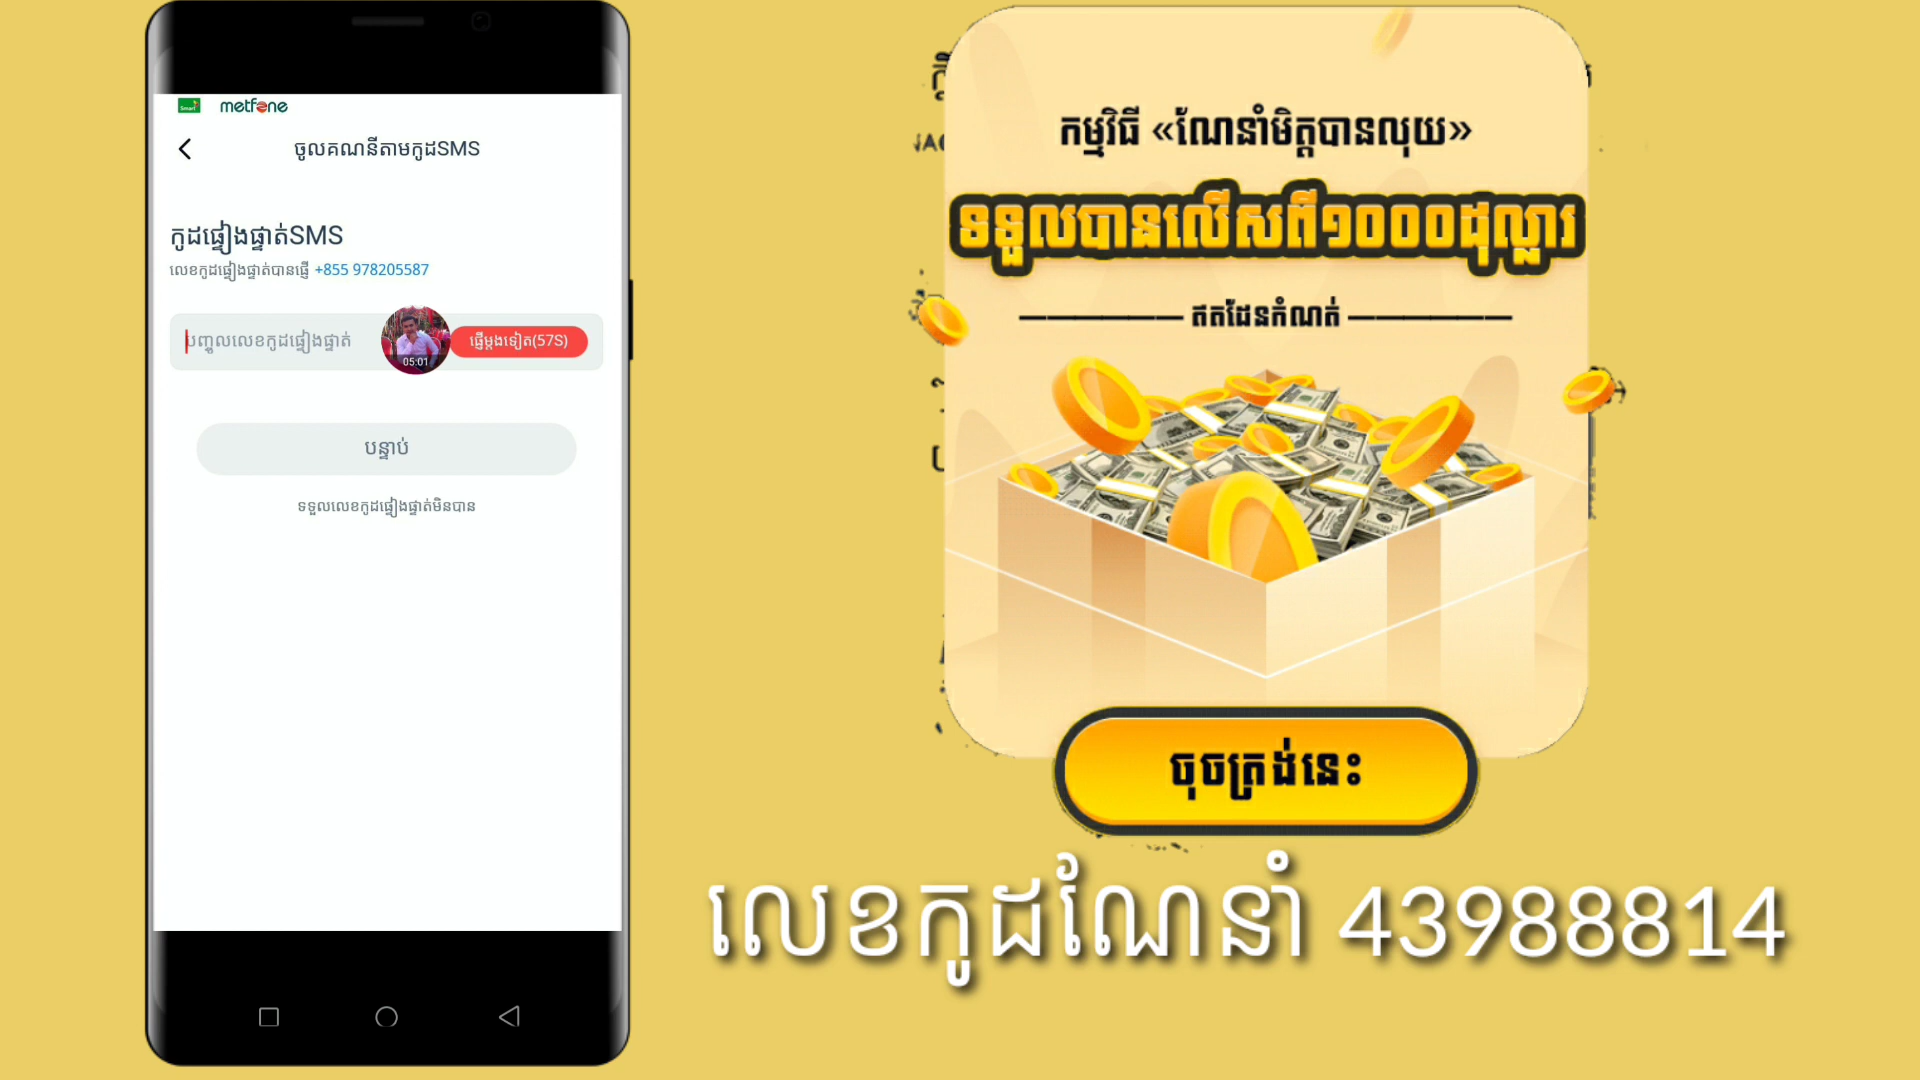 Smart metfone
ចូលគណនីតាមកូដSMS
កូដផ្ទៀងផ្ទាត់SMS
លេខកូដផ្ទៀងផ្ទាត់បានផ្ញើ +855 978205587
បញ្ចូលលេខកូដផ្ទៀងផ្ទាត់
05:01
ផ្ញើម្តងទៀត(57S)
បន្ទាប់
ទទួលលេខកូដផ្ទៀងផ្ទាត់មិនបាន
កម្មវិធី «ណែនាំមិត្តបានលុយ»
ទទួលបានលើសពី១០០០ដុល្លារ
ឥតដែនកំណត់
ចុចត្រង់នេះ
លេខកូដណែនាំ 43988814